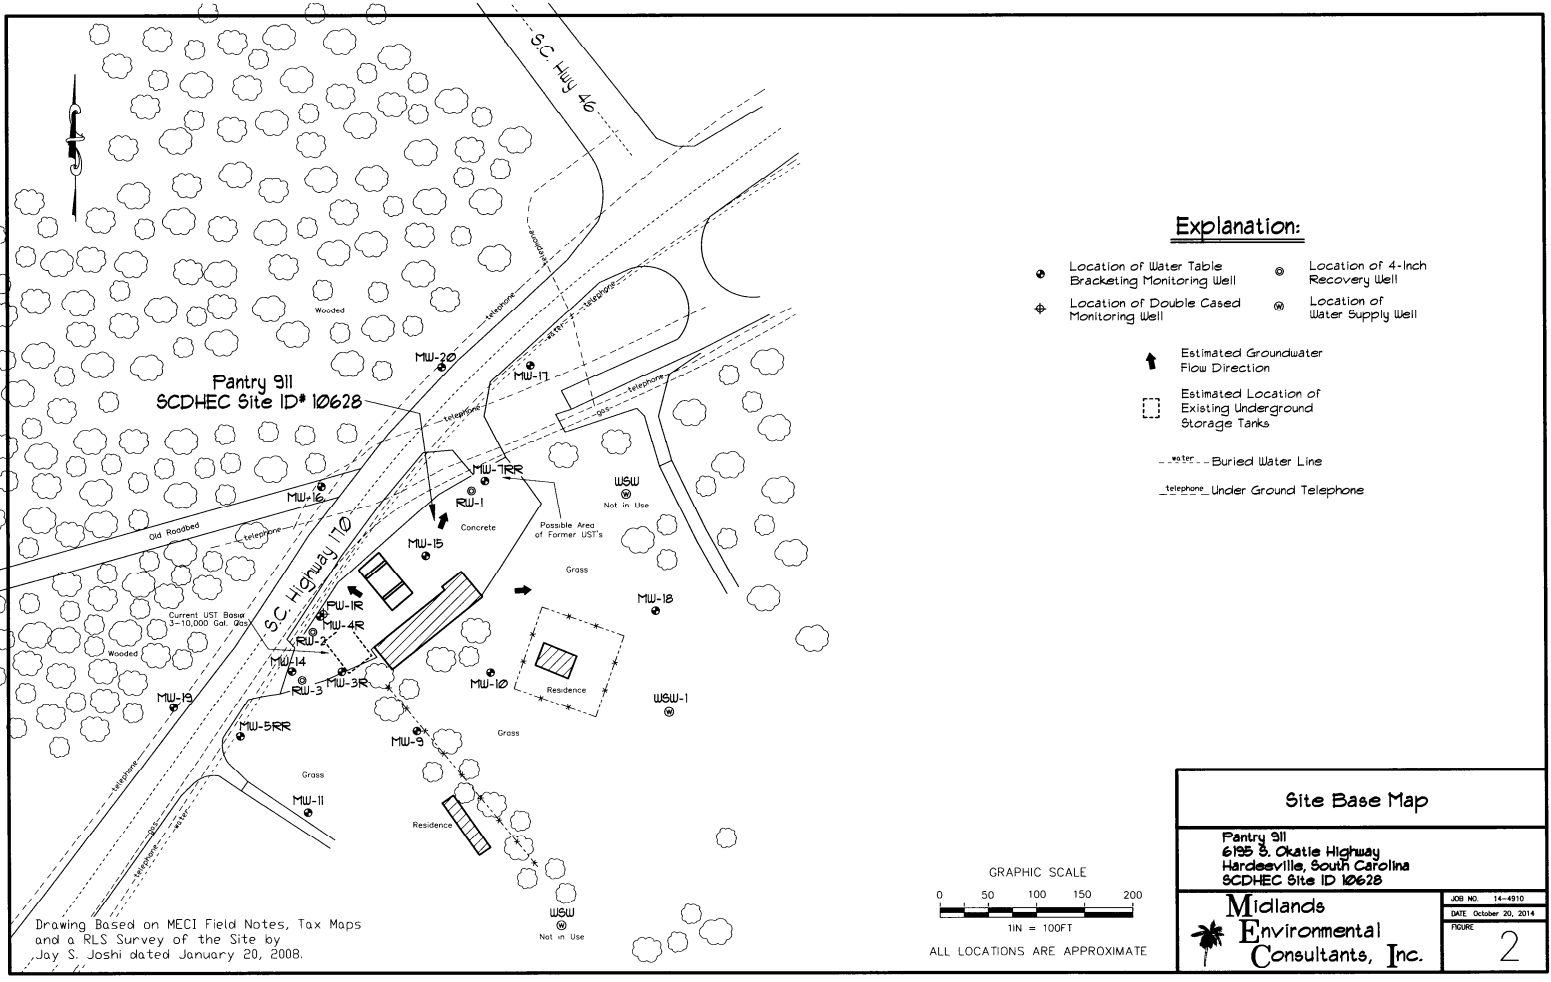 S.C. Hwy 46
telephone
telephone
telephone
water
Wooded
MW-20
MW-17
Pantry 911
SCDHEC Site ID# 10628
telephone
telephone
gas
MW-7RR
RW-1
WSW
Not in Use
MW-16
Old Roadbed
telephone
S.C. Highway 170
Concrete
Possible Area
of Former UST's
MW-15
Grass
PW-1R
MW-4R
RW-2
MW-18
Current UST Basin
3-10,000 Gal. Gas
Wooded
MW-14
RW-3
MW-3R
MW-10
Residence
WSW-1
MW-19
MW-5RR
MW-9
Grass
telephone
Grass
MW-11
gas
water
telephone
Residence
WSW
Not in Use
Explanation:
Location of Water Table
Bracketing Monitoring Well
Location of 4-Inch
Recovery Well
Location of Double Cased
Monitoring Well
Location of
Water Supply Well
Estimated Groundwater
Flow Direction
Estimated Location of
Existing Underground
Storage Tanks
water Buried Water Line
telephone Under Ground Telephone
GRAPHIC SCALE
0 50 100 150 200
1IN = 100FT
ALL LOCATIONS ARE APPROXIMATE
Drawing Based on MECI Field Notes, Tax Maps
and a RLS Survey of the Site by
Jay S. Joshi dated January 20, 2008.
Site Base Map
Pantry 911
6195 S. Okatie Highway
Hardeeville, South Carolina
SCDHEC Site ID 10628
Midlands
Environmental
Consultants, Inc.
JOB NO. 14-4910
DATE October 20, 2014
FIGURE
2